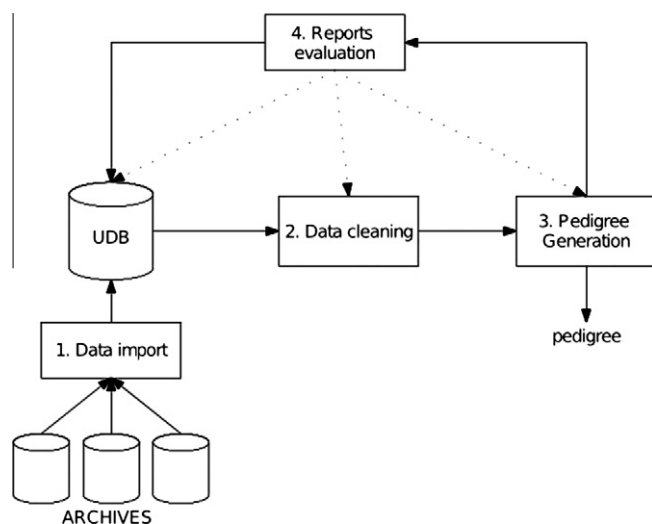 4. Reports
evaluation
UDB
2. Data cleaning
3. Pedigree
Generation
pedigree
1. Data import
ARCHIVES